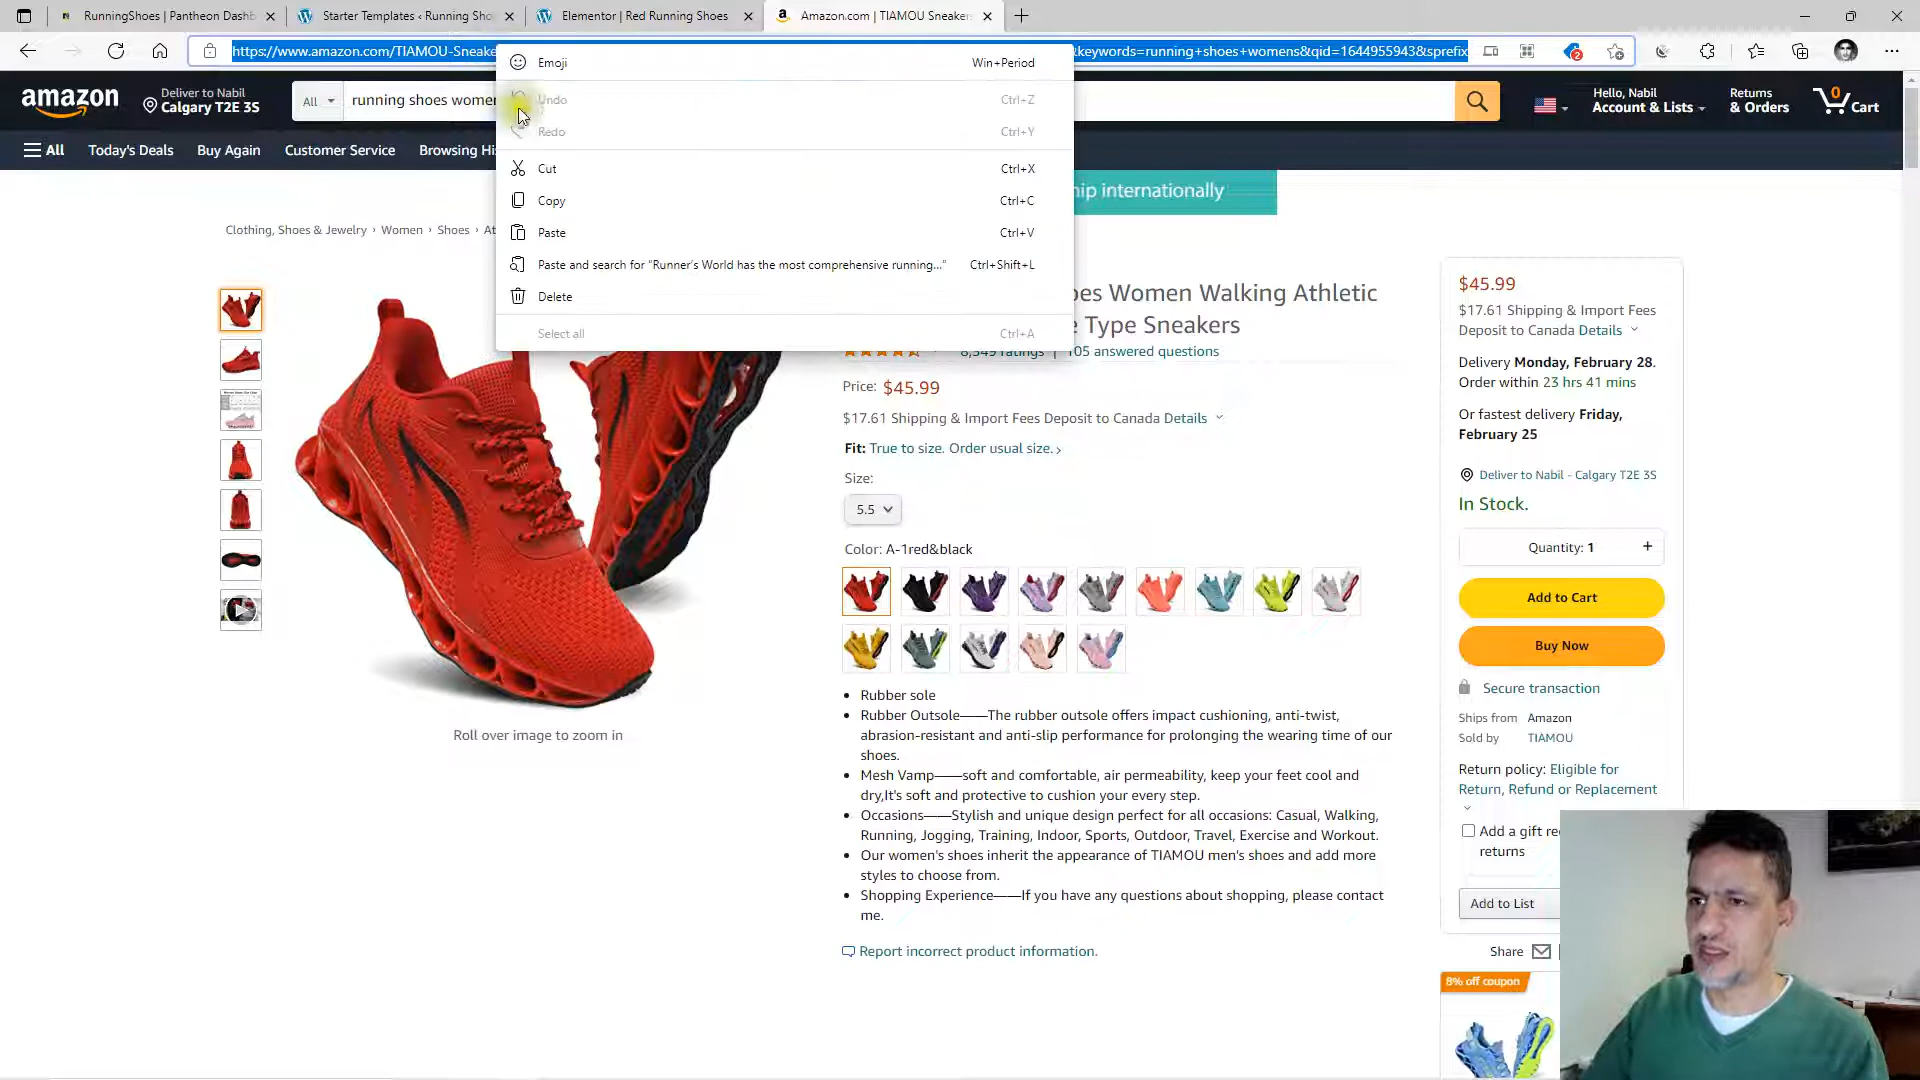 RunningShoes | Pantheon Dashb
Starter Templates ‹ Running Sho
Elementor | Red Running Shoes
Amazon.com | TIAMOU Sneaker
https://www.amazon.com/TIAMOU-Sneake
&keywords=running+shoes+womens&qid=1644955943&sprefix
2
Emoji Win+Period
Undo Ctrl+Z
Redo Ctrl+Y
Cut Ctrl+X
Copy Ctrl+C
Paste Ctrl+V
Paste and search for “Runner’s World has the most comprehensive running...” Ctrl+Shift+L
Delete
Select all Ctrl+A
amazon
Deliver to Nabil
Calgary T2E 3S
All
running shoes women
Hello, Nabil
Account & Lists
Returns
& Orders
0
Cart
All
Today's Deals
Buy Again
Customer Service
Browsing Hi
hip internationally
Clothing, Shoes & Jewelry › Women › Shoes › At
oes Women Walking Athletic
e Type Sneakers
8,349 ratings | 105 answered questions
Price: $45.99
$17.61 Shipping & Import Fees Deposit to Canada Details
Fit: True to size. Order usual size. ›
Size:
5.5
Color: A-1red&black
Rubber sole
Rubber Outsole——The rubber outsole offers impact cushioning, anti-twist,
abrasion-resistant and anti-slip performance for prolonging the wearing time of our
shoes.
Mesh Vamp——soft and comfortable, air permeability, keep your feet cool and
dry,It's soft and protective to cushion your every step.
Occasions——Stylish and unique design perfect for all occasions: Casual, Walking,
Running, Jogging, Training, Indoor, Sports, Outdoor, Travel, Exercise and Workout.
Our women's shoes inherit the appearance of TIAMOU men's shoes and add more
styles to choose from.
Shopping Experience——If you have any questions about shopping, please contact
me.
Report incorrect product information.
Roll over image to zoom in
$45.99
$17.61 Shipping & Import Fees
Deposit to Canada Details
Delivery Monday, February 28.
Order within 23 hrs 41 mins
Or fastest delivery Friday,
February 25
Deliver to Nabil - Calgary T2E 3S
In Stock.
Quantity: 1 +
Add to Cart
Buy Now
Secure transaction
Ships from Amazon
Sold by TIAMOU
Return policy: Eligible for
Return, Refund or Replacement
Add a gift re
returns
Add to List
Share
8% off coupon